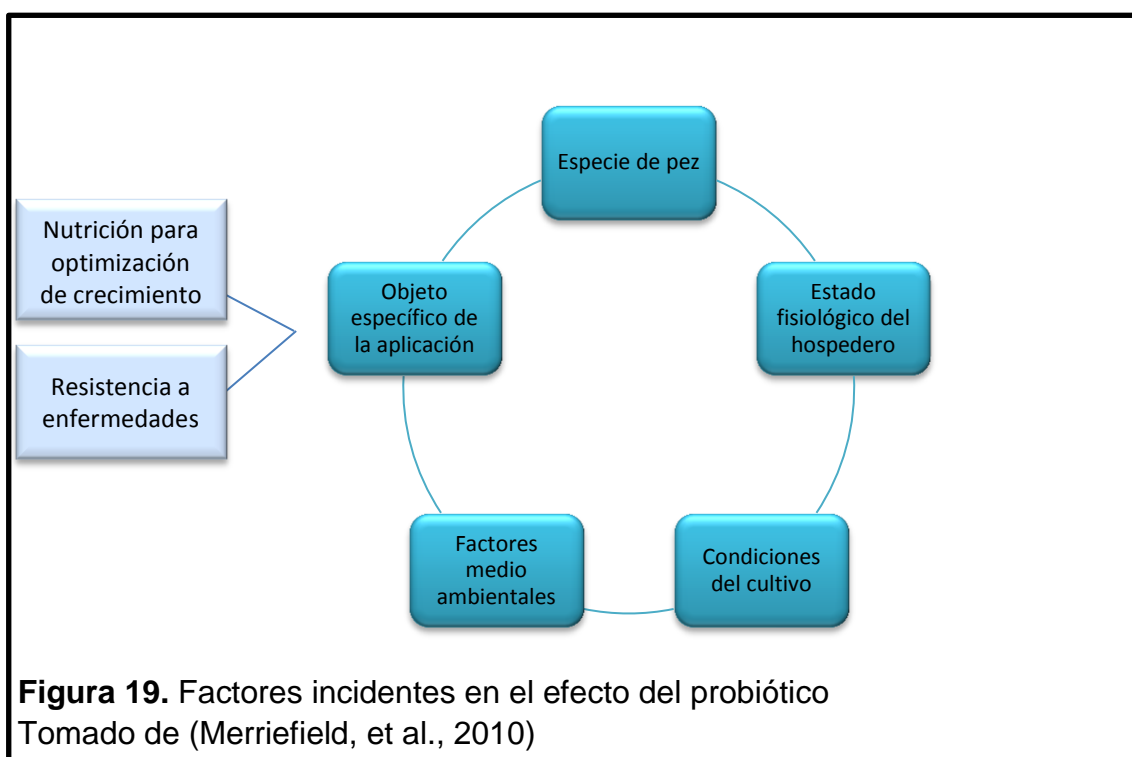 Especie de pez
Nutrición para
optimización
de crecimiento
Resistencia a
enfermedades
Objeto
específico de
la aplicación
Estado
fisiológico del
hospedero
Factores
medio
ambientales
Condiciones
del cultivo
Figura 19. Factores incidentes en el efecto del probiótico
Tomado de (Merriefield, et al., 2010)